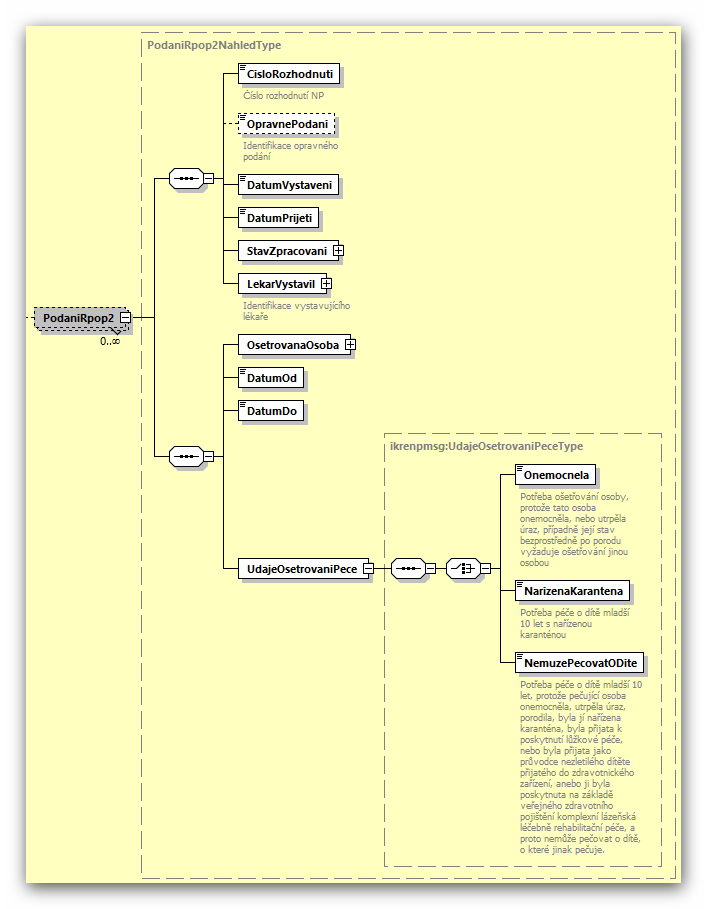 PodaniRpop2NahledType
CisloRozhodnuti
Číslo rozhodnutí NP
OpravnePodani
Identifikace opravného
podání
DatumVystaveni
DatumPrijeti
StavZpracovani
LekarVystavil
Identifikace vystavujícího
lékaře
PodaniRpop2
0..∞
OsetrovanaOsoba
DatumOd
DatumDo
UdajeOsetrovaniPece
ikrenpmsg:UdajeOsetrovaniPeceType
Onemocnela
Potřeba ošetřování osoby,
protože tato osoba
onemocněla, nebo utrpěla
úraz, případně její stav
bezprostředně po porodu
vyžaduje ošetřování jinou
osobou
NarizenaKarantena
Potřeba péče o dítě mladší
10 let s nařízenou
karanténou
NemuzePecovatODite
Potřeba péče o dítě mladší 10
let, protože pečující osoba
onemocněla, utrpěla úraz,
porodila, byla jí nařízena
karanténa, byla přijata k
poskytnutí lůžkové péče,
nebo byla přijata jako
průvodce nezletilého dítěte
přijatého do zdravotnického
zařízení, anebo ji byla
poskytnuta na základě
veřejného zdravotního
pojištění komplexní lázeňská
léčebně rehabilitační péče, a
proto nemůže pečovat o dítě,
o které jinak pečuje.